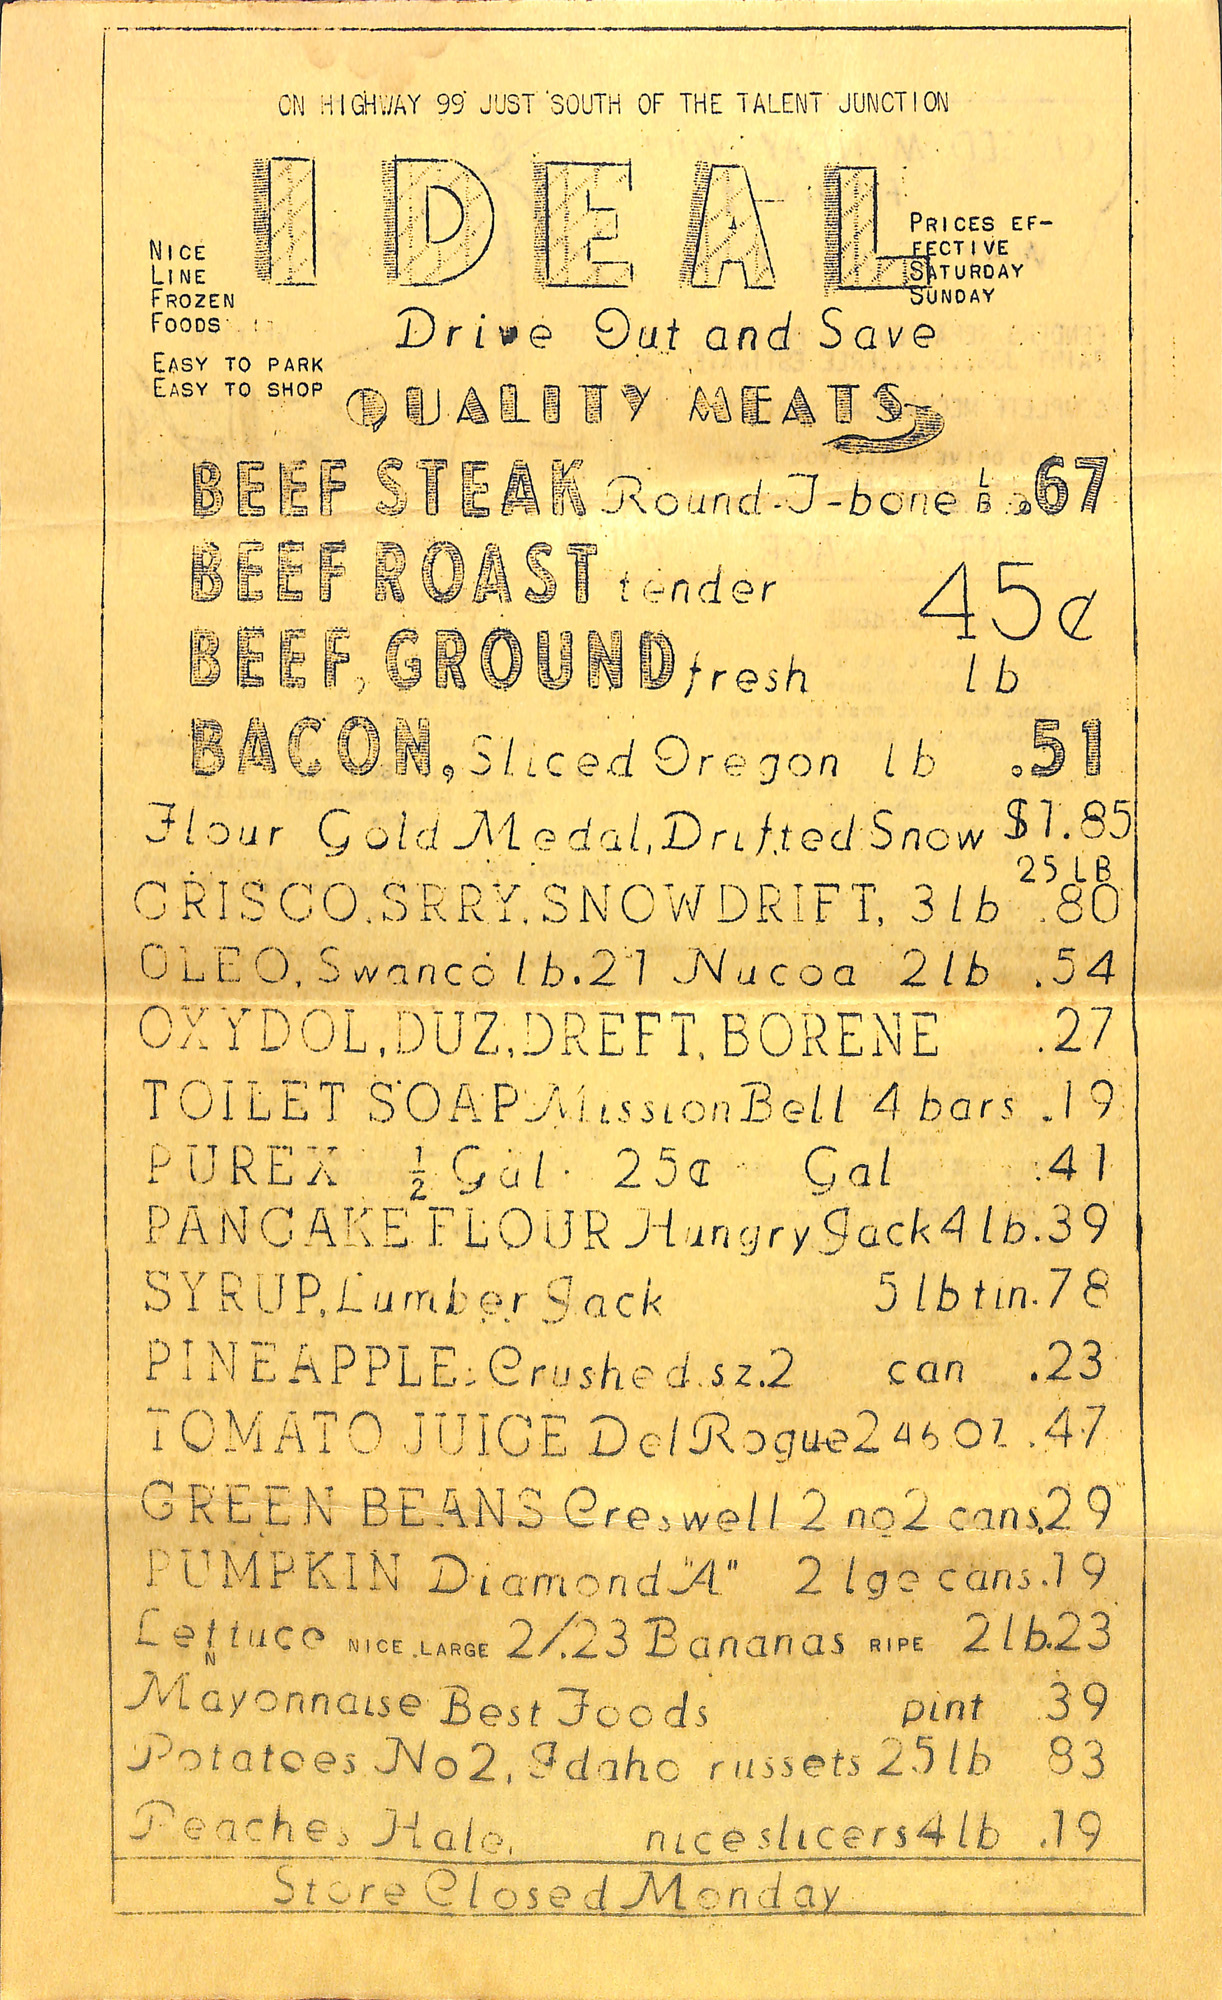 ON HIGHWAY 99 JUST SOUTH OF THE TALENT JUNCTION
IDEAL
NICE
LINE
FROZEN
FOODS
PRICES EF-
FECTIVE
SATURDAY
SUNDAY
Drive Out and Save
EASY TO PARK
EASY TO SHOP
QUALITY MEATS
BEEF STEAK Round-T-bone LB .67
BEEF ROAST tender 45¢
BEEF, GROUND fresh lb
BACON, Sliced Oregon lb .51
Flour Gold Medal, Drifted Snow $1.85
25 LB
CRISCO. SRRY. SNOWDRIFT, 3 lb .80
OLEO, Swanco lb. 21 Nucoa 2 lb .54
OXYDOL, DUZ, DREFT, BORENE .27
TOILET SOAP Mission Bell 4 bars .19
PUREX ½ Gal. 25¢ Gal .41
PANCAKE FLOUR Hungry Jack 4 lb. 39
SYRUP, Lumber Jack 5 lb tin. 78
PINEAPPLE, Crushed. sz. 2 can .23
TOMATO JUICE Del Rogue 2 46 OZ .47
GREEN BEANS Creswell 2 no 2 cans. 29
PUMPKIN Diamond "A" 2 lge cans. 19
Lettuce NICE LARGE 2/.23 Bananas RIPE 2 lb. 23
N
Mayonnaise Best Foods pint 39
Potatoes No 2, Idaho russets 25 lb 83
Peaches Hale, nice slicers 4 lb .19
Store Closed Monday